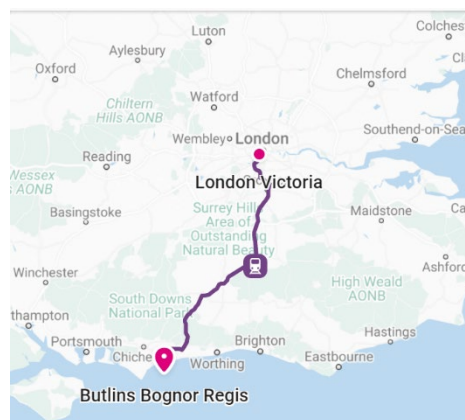 Luton
Colches
Aylesbury
Oxford
Chelmsford
Chiltern
Hills AONB
Watford
Wembley
London
Southend-on-Sea
Reading
London Victoria
Wessex
s AONB
Surrey Hills
Area of
Outstanding
Natural Beauty
Basingstoke
Maidstone
Ca
Ashford
Winchester
High Weald
AONB
South Downs
National Park
thampton
Hastings
Portsmouth
Chiche
Brighton
Worthing
Eastbourne
Butlins Bognor Regis